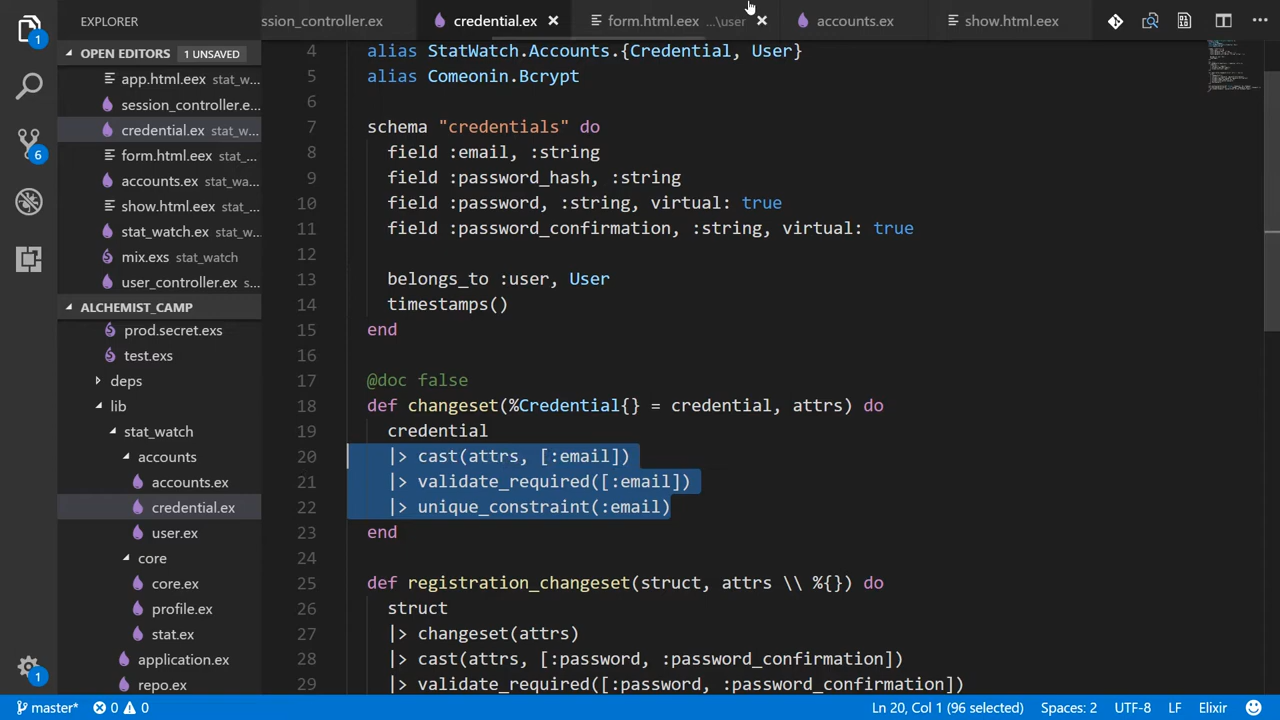 EXPLORER
ssion_controller.ex
credential.ex
form.html.eex ...\user
accounts.ex
show.html.eex
OPEN EDITORS 1 UNSAVED
app.html.eex stat_w...
session_controller.e...
credential.ex stat_w...
form.html.eex stat_...
accounts.ex stat_wa...
show.html.eex stat_...
stat_watch.ex stat_w...
mix.exs stat_watch
user_controller.ex st...
ALCHEMIST_CAMP
prod.secret.exs
test.exs
deps
lib
stat_watch
accounts
accounts.ex
credential.ex
user.ex
core
core.ex
profile.ex
stat.ex
application.ex
repo.ex
1
6
1
4 alias StatWatch.Accounts.{Credential, User}
5 alias Comeonin.Bcrypt
6
7 schema "credentials" do
8 field :email, :string
9 field :password_hash, :string
10 field :password, :string, virtual: true
11 field :password_confirmation, :string, virtual: true
12
13 belongs_to :user, User
14 timestamps()
15 end
16
17 @doc false
18 def changeset(%Credential{} = credential, attrs) do
19 credential
20 |> cast(attrs, [:email])
21 |> validate_required([:email])
22 |> unique_constraint(:email)
23 end
24
25 def registration_changeset(struct, attrs \\ %{}) do
26 struct
27 |> changeset(attrs)
28 |> cast(attrs, [:password, :password_confirmation])
29 |> validate_required([:password, :password_confirmation])
master* 0 0 Ln 20, Col 1 (96 selected) Spaces: 2 UTF-8 LF Elixir